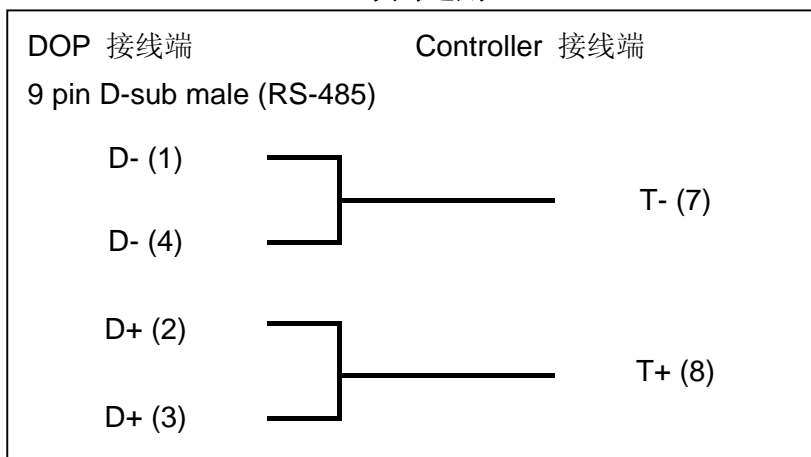 DOP 接线端 Controller 接线端
9 pin D-sub male (RS-485)
D- (1)
T- (7)
D- (4)
D+ (2)
T+ (8)
D+ (3)